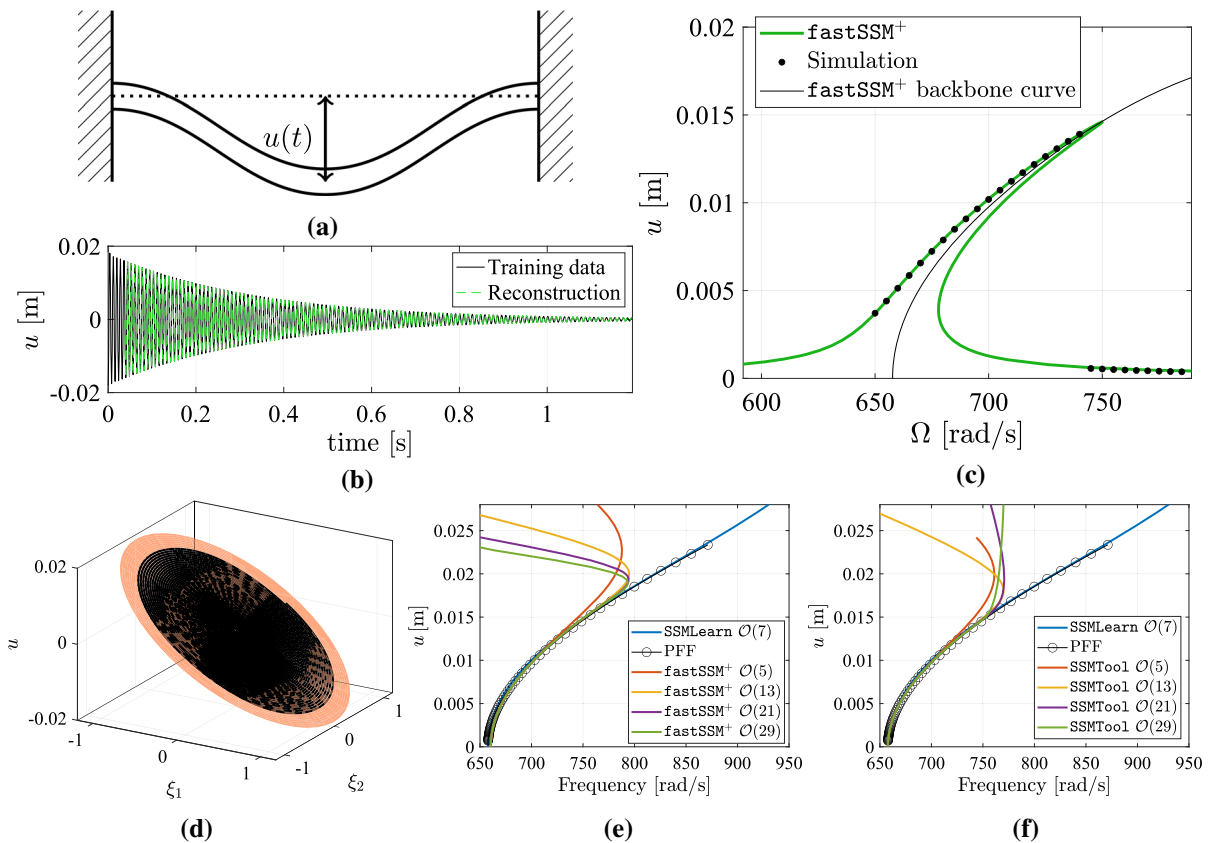 u(t)
(a)
fastSSM+
Simulation
fastSSM+ backbone curve
0.02
0.015
0.01
0.005
0
u [m]
600 650 700 750
Ω [rad/s]
(c)
0.02
0
-0.02
u [m]
Training data
Reconstruction
0 0.2 0.4 0.6 0.8 1
time [s]
(b)
0.02
0
-0.02
u
-1 0 1
ξ1
-1 0 1
ξ2
(d)
0.025
0.02
0.015
0.01
0.005
0
u [m]
SSMLearn O(7)
PFF
fastSSM+ O(5)
fastSSM+ O(13)
fastSSM+ O(21)
fastSSM+ O(29)
650 700 750 800 850 900 950
Frequency [rad/s]
(e)
0.025
0.02
0.015
0.01
0.005
0
u [m]
SSMLearn O(7)
PFF
SSMTool O(5)
SSMTool O(13)
SSMTool O(21)
SSMTool O(29)
650 700 750 800 850 900 950
Frequency [rad/s]
(f)